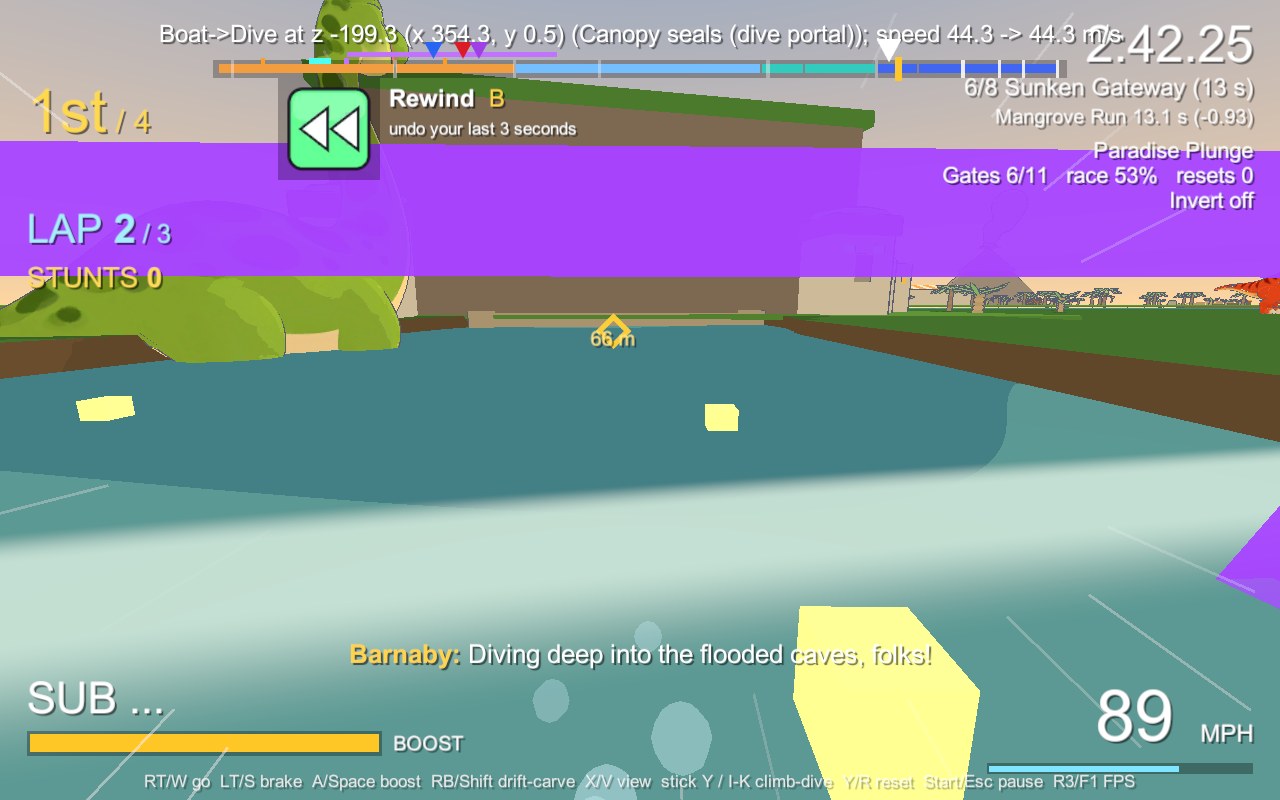 Boat->Dive at z -199.3 (x 354.3, y 0.5) (Canopy seals (dive portal)); speed 44.3 -> 44.3 m/s
2:42.25
1st / 4
Rewind B
undo your last 3 seconds
6/8 Sunken Gateway (13 s)
Mangrove Run 13.1 s (-0.93)
Paradise Plunge
Gates 6/11 race 53% resets 0
Invert off
LAP 2 / 3
STUNTS 0
66 m
Barnaby: Diving deep into the flooded caves, folks!
SUB ...
BOOST
89 MPH
RT/W go LT/S brake A/Space boost RB/Shift drift-carve X/V view stick Y / I-K climb-dive Y/R reset Start/Esc pause R3/F1 FPS